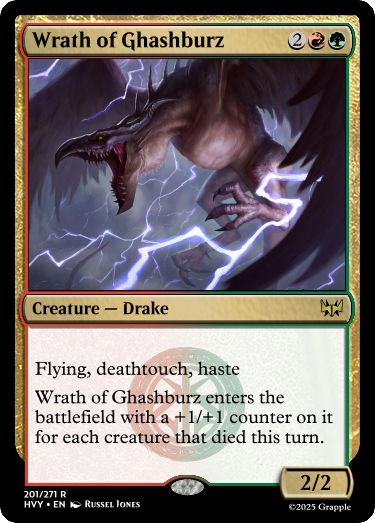 Wrath of Ghashburz 2
Creature — Drake
Flying, deathtouch, haste
Wrath of Ghashburz enters the
battlefield with a +1/+1 counter on it
for each creature that died this turn.
2/2
201/271 R
HVY • EN Russel Jones
©2025 Grapple